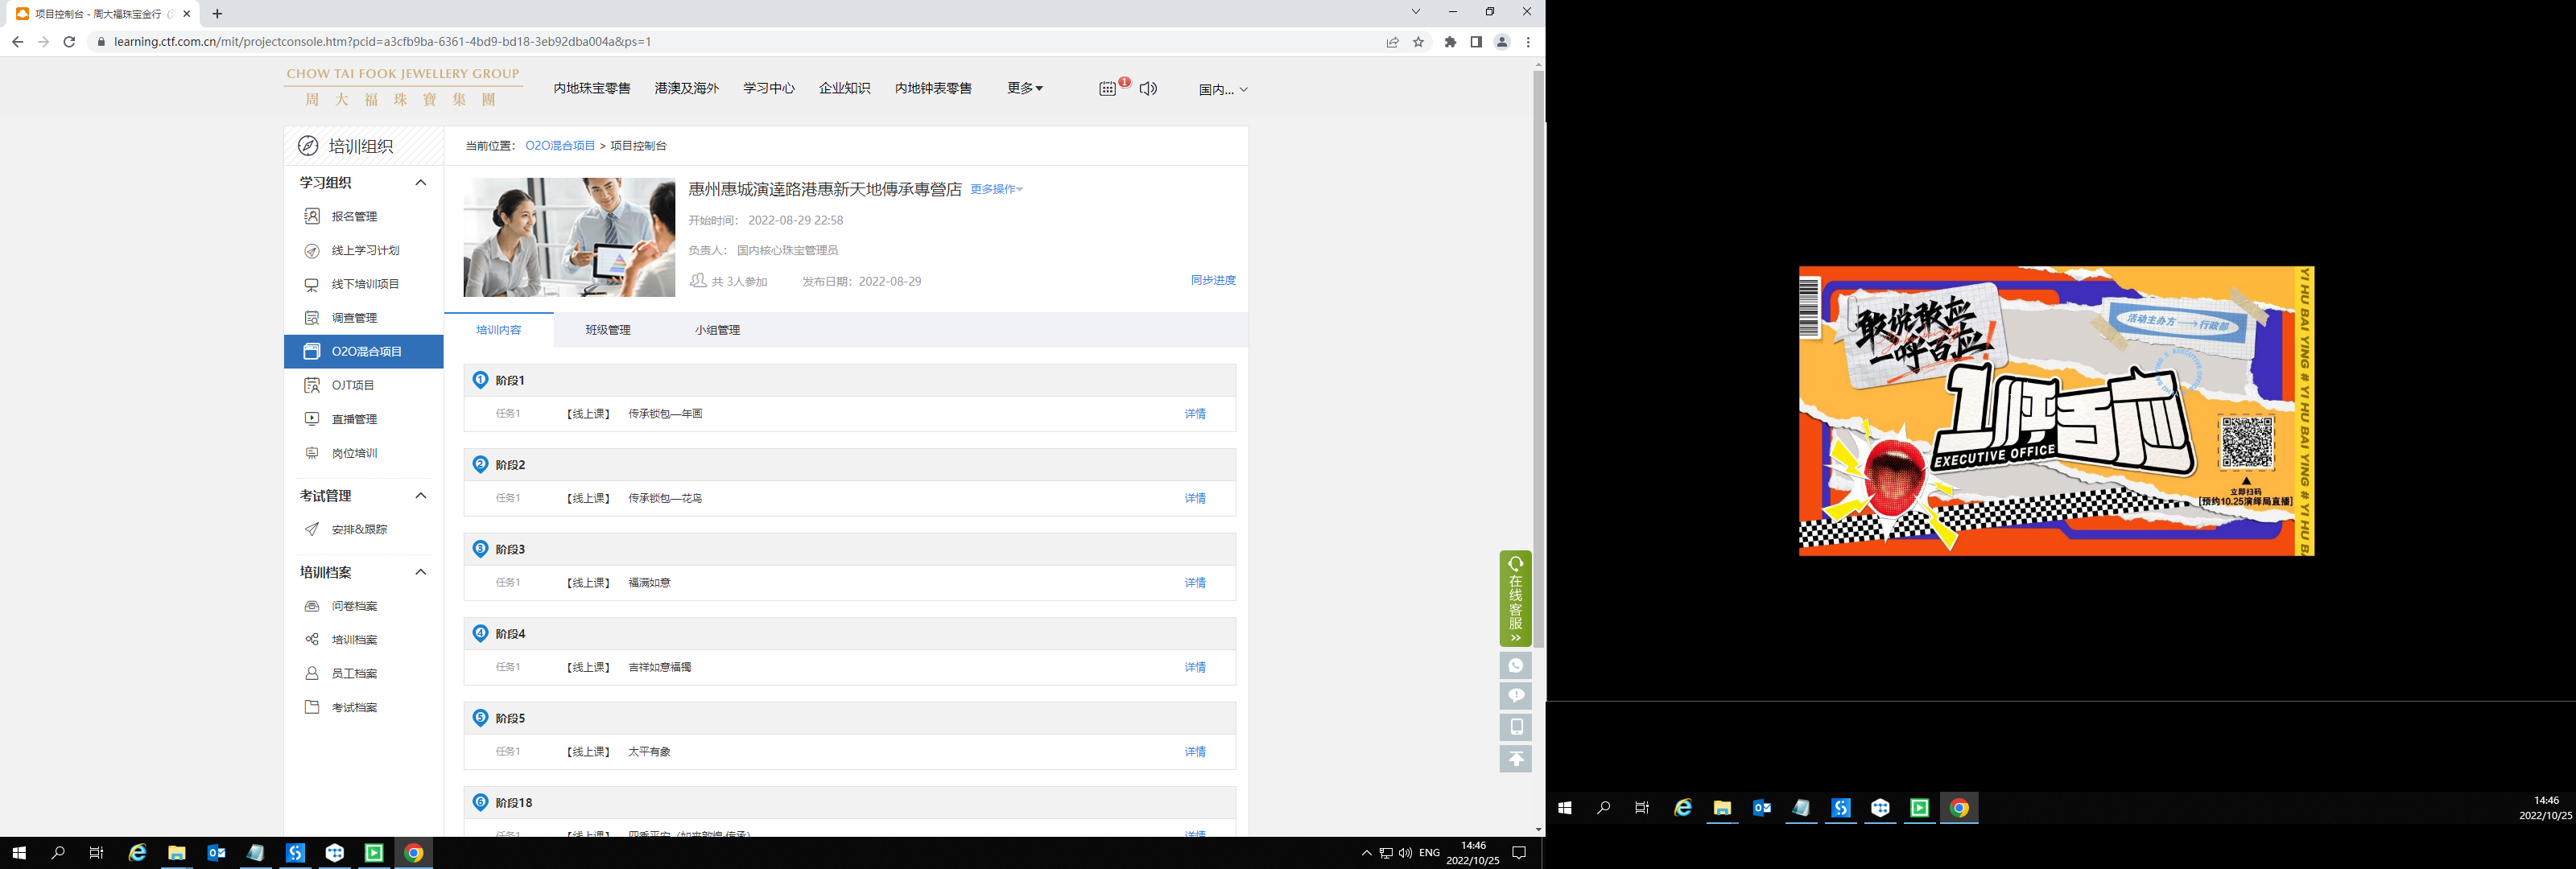 项目控制台 - 周大福珠宝金行
learning.ctf.com.cn/mit/projectconsole.htm?pcid=a3cfb9ba-6361-4bd9-bd18-3eb92dba004a&ps=1
CHOW TAI FOOK JEWELLERY GROUP
周大福珠寶集團
内地珠宝零售 港澳及海外 学习中心 企业知识 内地钟表零售 更多 1 国内...
培训组织
当前位置： O2O混合项目 > 项目控制台
学习组织
报名管理
线上学习计划
线下培训项目
调查管理
O2O混合项目
OJT项目
直播管理
岗位培训
考试管理
安排&跟踪
培训档案
问卷档案
培训档案
员工档案
考试档案
惠州惠城演達路港惠新天地傳承專營店 更多操作
开始时间： 2022-08-29 22:58
负责人： 国内核心珠宝管理员
共 3人参加 发布日期：2022-08-29
同步进度
培训内容 班级管理 小组管理
1 阶段1
任务1 【线上课】 传承锁包—年画 详情
2 阶段2
任务1 【线上课】 传承锁包—花鸟 详情
3 阶段3
任务1 【线上课】 福满如意 详情
4 阶段4
任务1 【线上课】 吉祥如意福镯 详情
5 阶段5
任务1 【线上课】 太平有象 详情
6 阶段18
任务1 【线上课】 四季平安（如来敦煌·传承） 详情
在线客服
ENG
14:46
2022/10/25
敢说敢应
一呼百应!
活动主办方 行政部
1呼百应
EXECUTIVE OFFICE
立即扫码
[预约10.25演绎局直播]
YI HU BAI YING # YI HU BAI YING # YI HU
14:46
2022/10/25